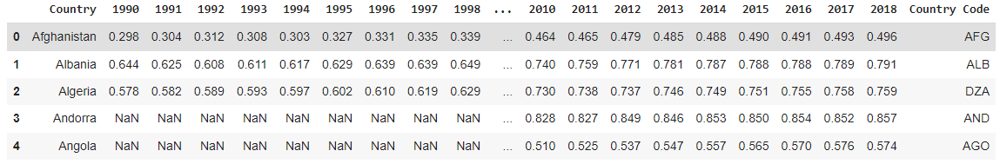 Country 1990 1991 1992 1993 1994 1995 1996 1997 1998 ... 2010 2011 2012 2013 2014 2015 2016 2017 2018 Country Code
0 Afghanistan 0.298 0.304 0.312 0.308 0.303 0.327 0.331 0.335 0.339 ... 0.464 0.465 0.479 0.485 0.488 0.490 0.491 0.493 0.496 AFG
1 Albania 0.644 0.625 0.608 0.611 0.617 0.629 0.639 0.639 0.649 ... 0.740 0.759 0.771 0.781 0.787 0.788 0.788 0.789 0.791 ALB
2 Algeria 0.578 0.582 0.589 0.593 0.597 0.602 0.610 0.619 0.629 ... 0.730 0.738 0.737 0.746 0.749 0.751 0.755 0.758 0.759 DZA
3 Andorra NaN NaN NaN NaN NaN NaN NaN NaN NaN ... 0.828 0.827 0.849 0.846 0.853 0.850 0.854 0.852 0.857 AND
4 Angola NaN NaN NaN NaN NaN NaN NaN NaN NaN ... 0.510 0.525 0.537 0.547 0.557 0.565 0.570 0.576 0.574 AGO